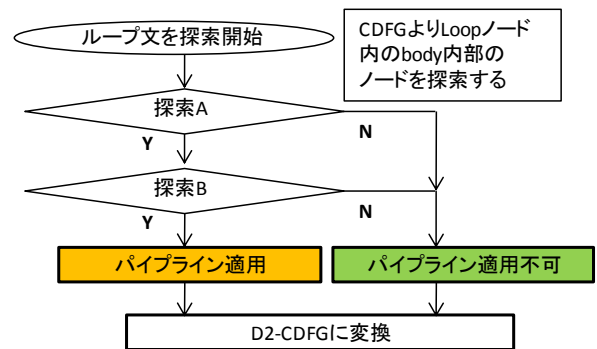 ループ文を探索開始
CDFGよりLoopノード
内のbody内部の
ノードを探索する
探索A
Y
N
探索B
Y
N
パイプライン適用
パイプライン適用不可
D2-CDFGに変換